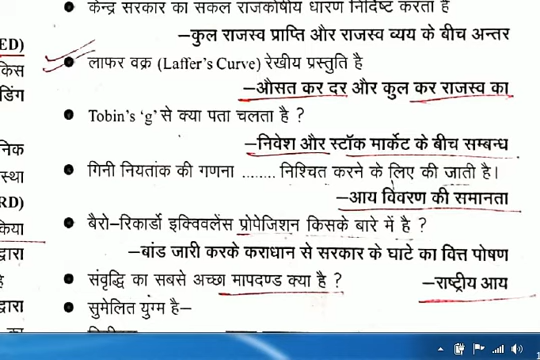 केन्द्र सरकार का सकल राजकोषीय धारण निर्दिष्ट करता है
–कुल राजस्व प्राप्ति और राजस्व व्यय के बीच अन्तर
ED)
किस
लाफर वक्र (Laffer's Curve) रेखीय प्रस्तुति है
डिंग
–औसत कर दर और कुल कर राजस्व का
Tobin's 'g' से क्या पता चलता है ?
निक
–निवेश और स्टॉक मार्केट के बीच सम्बन्ध
स्था
गिनी नियतांक की गणना ........ निश्चित करने के लिए की जाती है।
RD)
–आय विवरण की समानता
किया
बैरो–रिकार्डो इक्विवलेंस प्रोपेजिशन किसके बारे में है ?
द्वारा
–बांड जारी करके कराधान से सरकार के घाटे का वित्त पोषण
है
संवृद्धि का सबसे अच्छा मापदण्ड क्या है ?
–राष्ट्रीय आय
द्वारा
सुमेलित युग्म है–